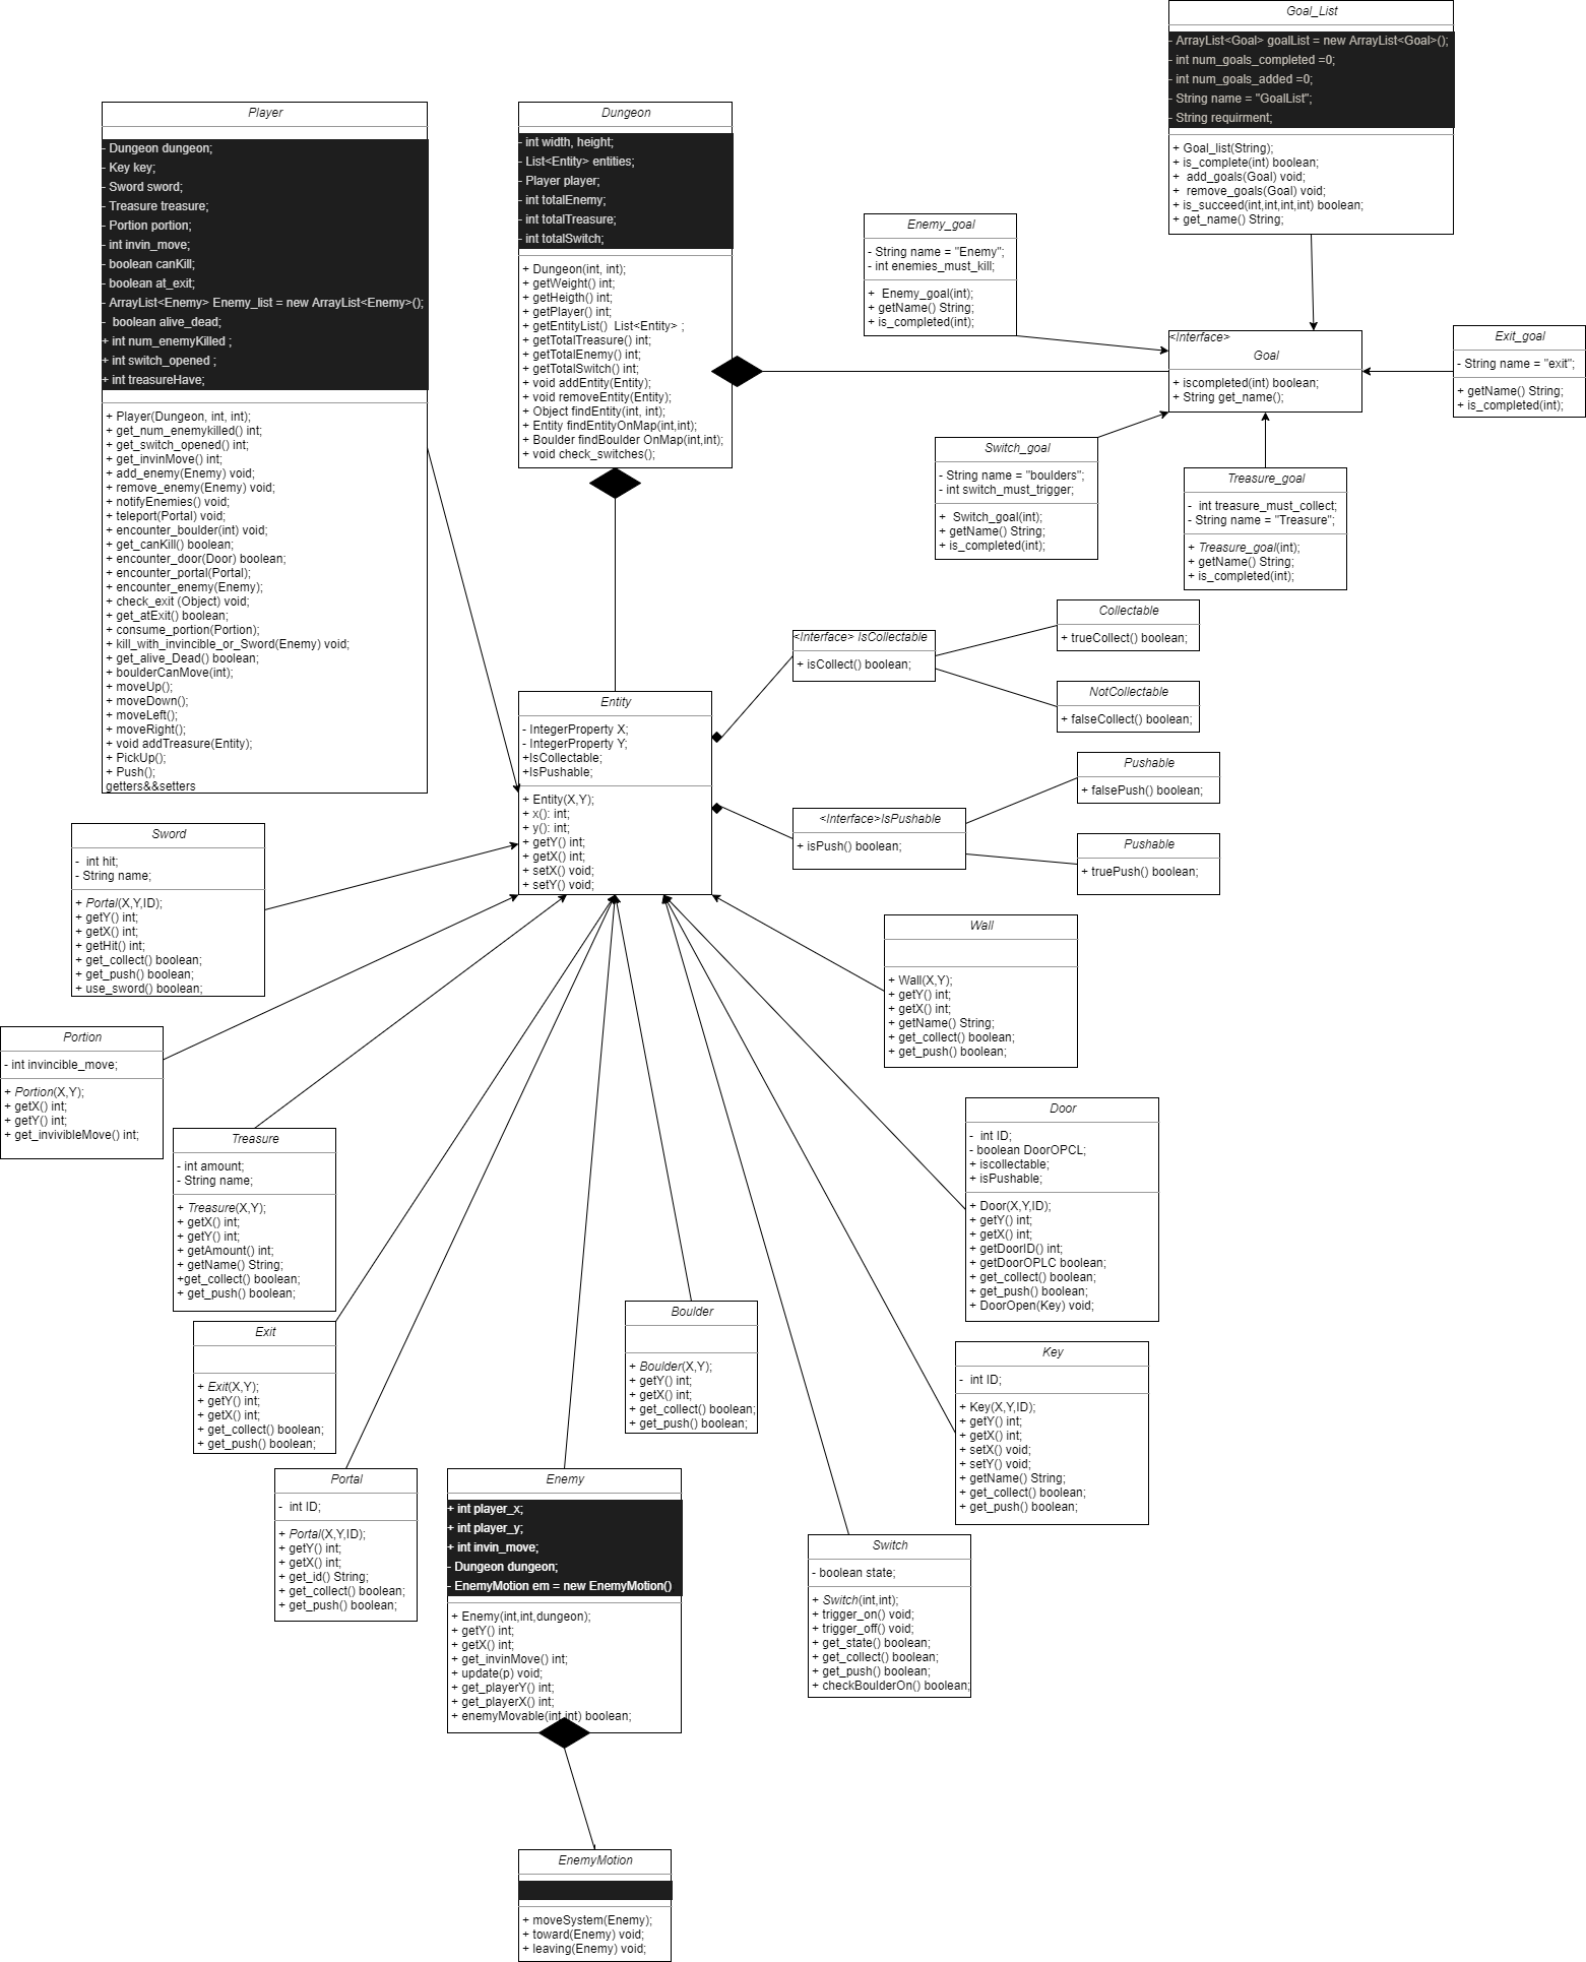 Goal_List
- ArrayList<Goal> goalList = new ArrayList<Goal>();
- int num_goals_completed =0;
- int num_goals_added =0;
- String name = "GoalList";
- String requirment;
+ Goal_list(String);
+ is_complete(int) boolean;
+  add_goals(Goal) void;
+  remove_goals(Goal) void;
+ is_succeed(int,int,int,int) boolean;
+ get_name() String;
Player
- Dungeon dungeon;
- Key key;
- Sword sword;
- Treasure treasure;
- Portion portion;
- int invin_move;
- boolean canKill;
- boolean at_exit;
- ArrayList<Enemy> Enemy_list = new ArrayList<Enemy>();
-  boolean alive_dead;
+ int num_enemyKilled ;
+ int switch_opened ;
+ int treasureHave;
+ Player(Dungeon, int, int);
+ get_num_enemykilled() int;
+ get_switch_opened() int;
+ get_invinMove() int;
+ add_enemy(Enemy) void;
+ remove_enemy(Enemy) void;
+ notifyEnemies() void;
+ teleport(Portal) void;
+ encounter_boulder(int) void;
+ get_canKill() boolean;
+ encounter_door(Door) boolean;
+ encounter_portal(Portal);
+ encounter_enemy(Enemy);
+ check_exit (Object) void;
+ get_atExit() boolean;
+ consume_portion(Portion);
+ kill_with_invincible_or_Sword(Enemy) void;
+ get_alive_Dead() boolean;
+ boulderCanMove(int);
+ moveUp();
+ moveDown();
+ moveLeft();
+ moveRight();
+ void addTreasure(Entity);
+ PickUp();
+ Push();
getters&&setters
Dungeon
- int width, height;
- List<Entity> entities;
- Player player;
- int totalEnemy;
- int totalTreasure;
- int totalSwitch;
+ Dungeon(int, int);
+ getWeight() int;
+ getHeigth() int;
+ getPlayer() int;
+ getEntityList()  List<Entity> ;
+ getTotalTreasure() int;
+ getTotalEnemy() int;
+ getTotalSwitch() int;
+ void addEntity(Entity);
+ void removeEntity(Entity);
+ Object findEntity(int, int);
+ Entity findEntityOnMap(int,int);
+ Boulder findBoulder OnMap(int,int);
+ void check_switches();
Enemy_goal
- String name = "Enemy";
- int enemies_must_kill;
+  Enemy_goal(int);
+ getName() String;
+ is_completed(int);
<Interface>
Goal
+ iscompleted(int) boolean;
+ String get_name();
Exit_goal
- String name = "exit";
+ getName() String;
+ is_completed(int);
Switch_goal
- String name = "boulders";
- int switch_must_trigger;
+  Switch_goal(int);
+ getName() String;
+ is_completed(int);
Treasure_goal
-  int treasure_must_collect;
- String name = "Treasure";
+ Treasure_goal(int);
+ getName() String;
+ is_completed(int);
Collectable
+ trueCollect() boolean;
<Interface> IsCollectable
+ isCollect() boolean;
NotCollectable
+ falseCollect() boolean;
Entity
- IntegerProperty X;
- IntegerProperty Y;
+IsCollectable;
+IsPushable;
+ Entity(X,Y);
+ x(): int;
+ y(): int;
+ getY() int;
+ getX() int;
+ setX() void;
+ setY() void;
Pushable
+ falsePush() boolean;
<Interface>IsPushable
+ isPush() boolean;
Pushable
+ truePush() boolean;
Sword
-  int hit;
- String name;
+ Portal(X,Y,ID);
+ getY() int;
+ getX() int;
+ getHit() int;
+ get_collect() boolean;
+ get_push() boolean;
+ use_sword() boolean;
Wall
+ Wall(X,Y);
+ getY() int;
+ getX() int;
+ getName() String;
+ get_collect() boolean;
+ get_push() boolean;
Portion
- int invincible_move;
+ Portion(X,Y);
+ getX() int;
+ getY() int;
+ get_invivibleMove() int;
Treasure
- int amount;
- String name;
+ Treasure(X,Y);
+ getX() int;
+ getY() int;
+ getAmount() int;
+ getName() String;
+get_collect() boolean;
+ get_push() boolean;
Door
-  int ID;
- boolean DoorOPCL;
+ iscollectable;
+ isPushable;
+ Door(X,Y,ID);
+ getY() int;
+ getX() int;
+ getDoorID() int;
+ getDoorOPLC boolean;
+ get_collect() boolean;
+ get_push() boolean;
+ DoorOpen(Key) void;
Exit
+ Exit(X,Y);
+ getY() int;
+ getX() int;
+ get_collect() boolean;
+ get_push() boolean;
Boulder
+ Boulder(X,Y);
+ getY() int;
+ getX() int;
+ get_collect() boolean;
+ get_push() boolean;
Key
-  int ID;
+ Key(X,Y,ID);
+ getY() int;
+ getX() int;
+ setX() void;
+ setY() void;
+ getName() String;
+ get_collect() boolean;
+ get_push() boolean;
Portal
-  int ID;
+ Portal(X,Y,ID);
+ getY() int;
+ getX() int;
+ get_id() String;
+ get_collect() boolean;
+ get_push() boolean;
Enemy
+ int player_x;
+ int player_y;
+ int invin_move;
- Dungeon dungeon;
- EnemyMotion em = new EnemyMotion()
+ Enemy(int,int,dungeon);
+ getY() int;
+ getX() int;
+ get_invinMove() int;
+ update(p) void;
+ get_playerY() int;
+ get_playerX() int;
+ enemyMovable(int,int) boolean;
Switch
- boolean state;
+ Switch(int,int);
+ trigger_on() void;
+ trigger_off() void;
+ get_state() boolean;
+ get_collect() boolean;
+ get_push() boolean;
+ checkBoulderOn() boolean;
EnemyMotion
+ moveSystem(Enemy);
+ toward(Enemy) void;
+ leaving(Enemy) void;